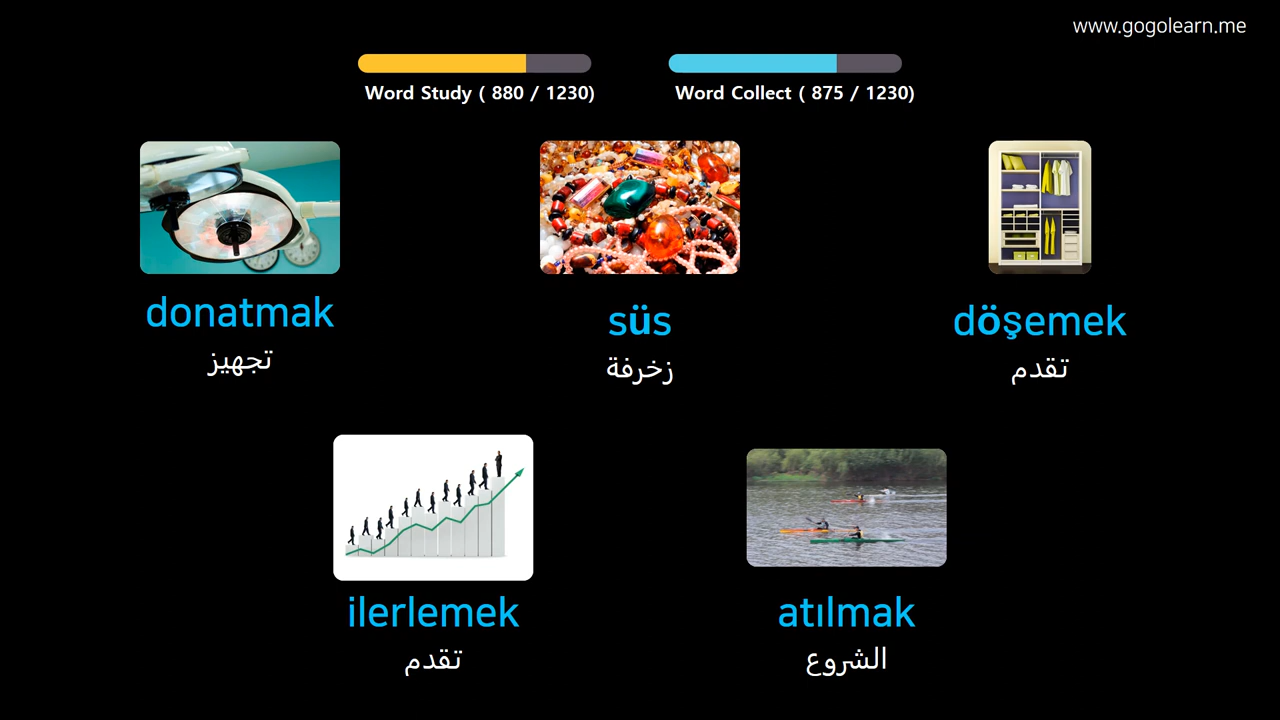 www.gogolearn.me
Word Study ( 880 / 1230)
Word Collect ( 875 / 1230)
donatmak
تجهيز
süs
زخرفة
döşemek
تقدم
ilerlemek
تقدم
atılmak
الشروع